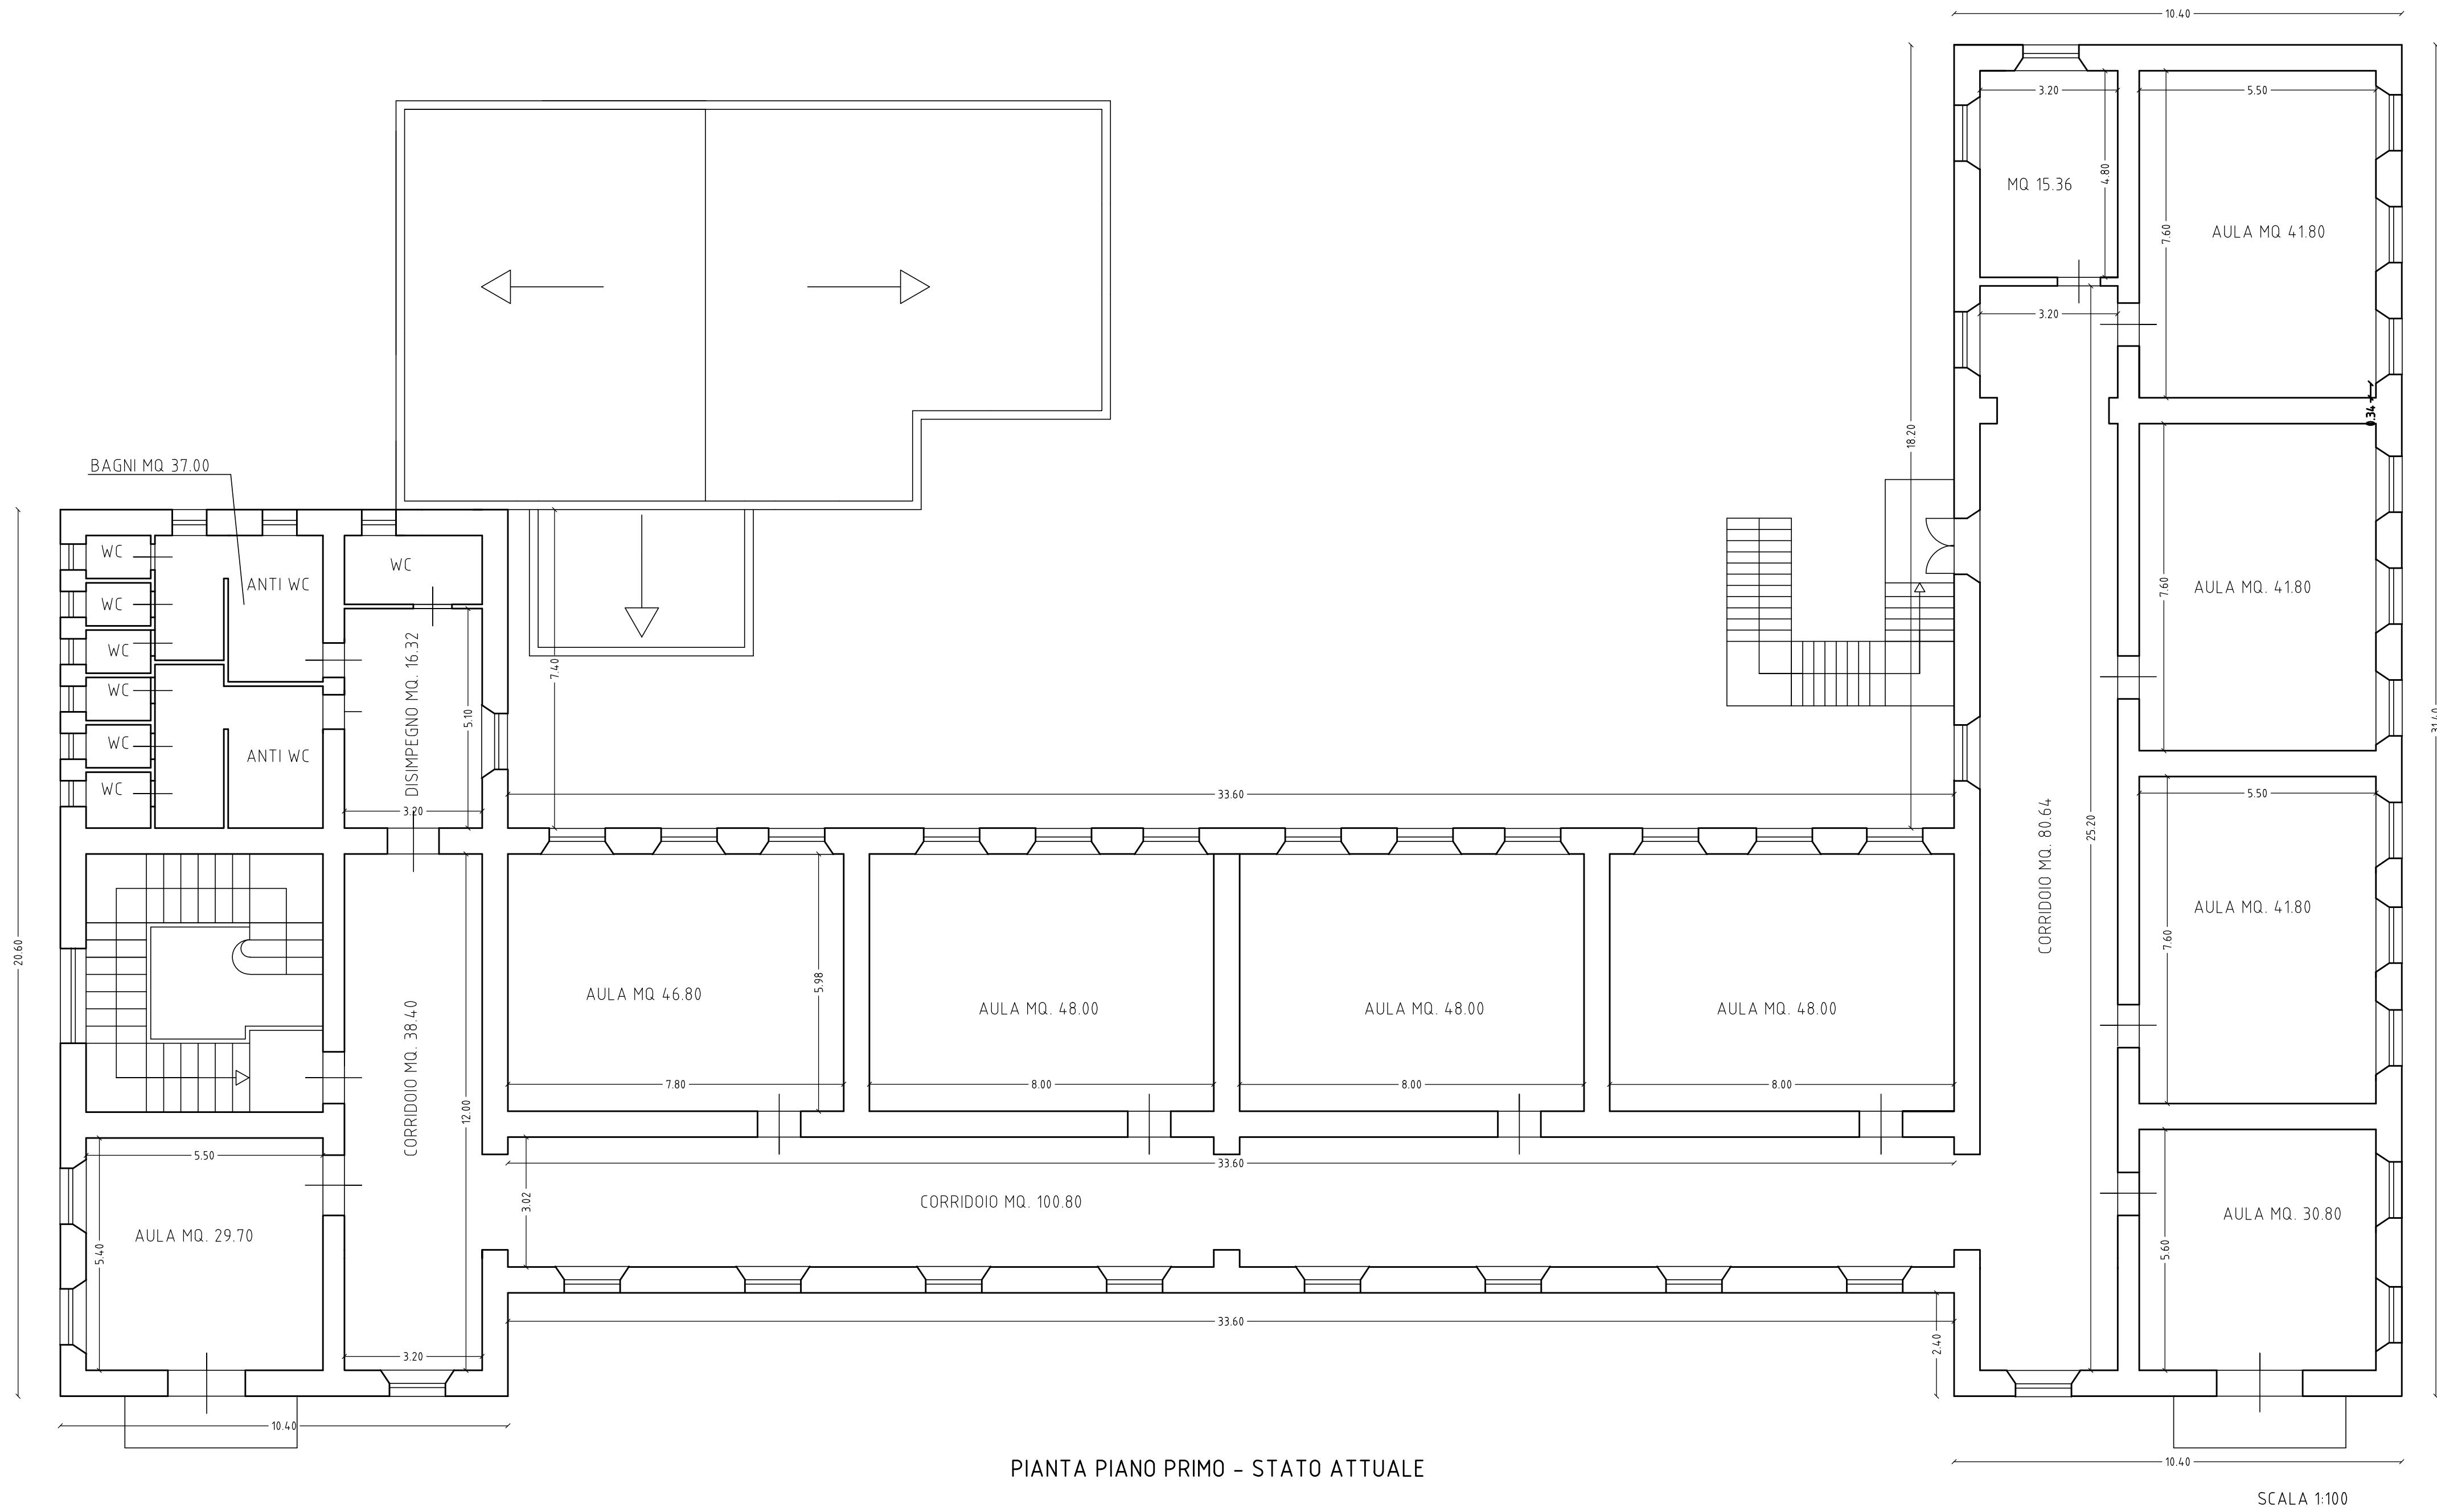 10.40
3.20
5.50
4.80
MQ 15.36
AULA MQ 41.80
7.60
3.20
18.20
0.34
BAGNI MQ 37.00
31.40
WC
WC
ANTI WC
WC
WC
AULA MQ. 41.80
7.60
DISIMPEGNO MQ. 16.32
7.40
WC
WC
5.10
WC
ANTI WC
WC
3.20
33.60
5.50
CORRIDOIO MQ. 80.64
25.20
AULA MQ. 41.80
7.60
20.60
5.98
AULA MQ 46.80
AULA MQ. 48.00
AULA MQ. 48.00
AULA MQ. 48.00
CORRIDOIO MQ. 38.40
12.00
7.80
8.00
8.00
8.00
5.50
33.60
3.02
CORRIDOIO MQ. 100.80
AULA MQ. 29.70
5.40
AULA MQ. 30.80
5.60
33.60
2.40
3.20
10.40
10.40
PIANTA PIANO PRIMO - STATO ATTUALE
SCALA 1:100